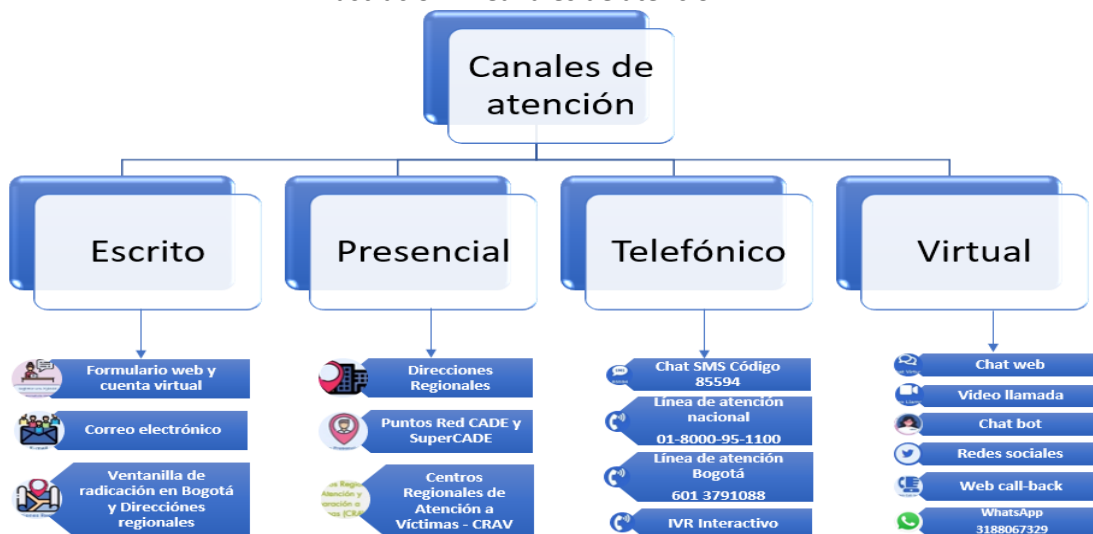 Canales de
atención
Escrito
Presencial
Telefónico
Virtual
Formulario web y
cuenta virtual
Correo electrónico
Ventanilla de
radicación en Bogotá
y Direcciónes
regionales
Direcciones
Regionales
Puntos Red CADE y
SuperCADE
Centros
Regionales de
Atención a
Víctimas - CRAV
Chat SMS Código
85594
Línea de atención
nacional
01-8000-95-1100
Línea de atención
Bogotá
601 3791088
IVR Interactivo
Chat web
Video llamada
Chat bot
Redes sociales
Web call-back
WhatsApp
3188067329